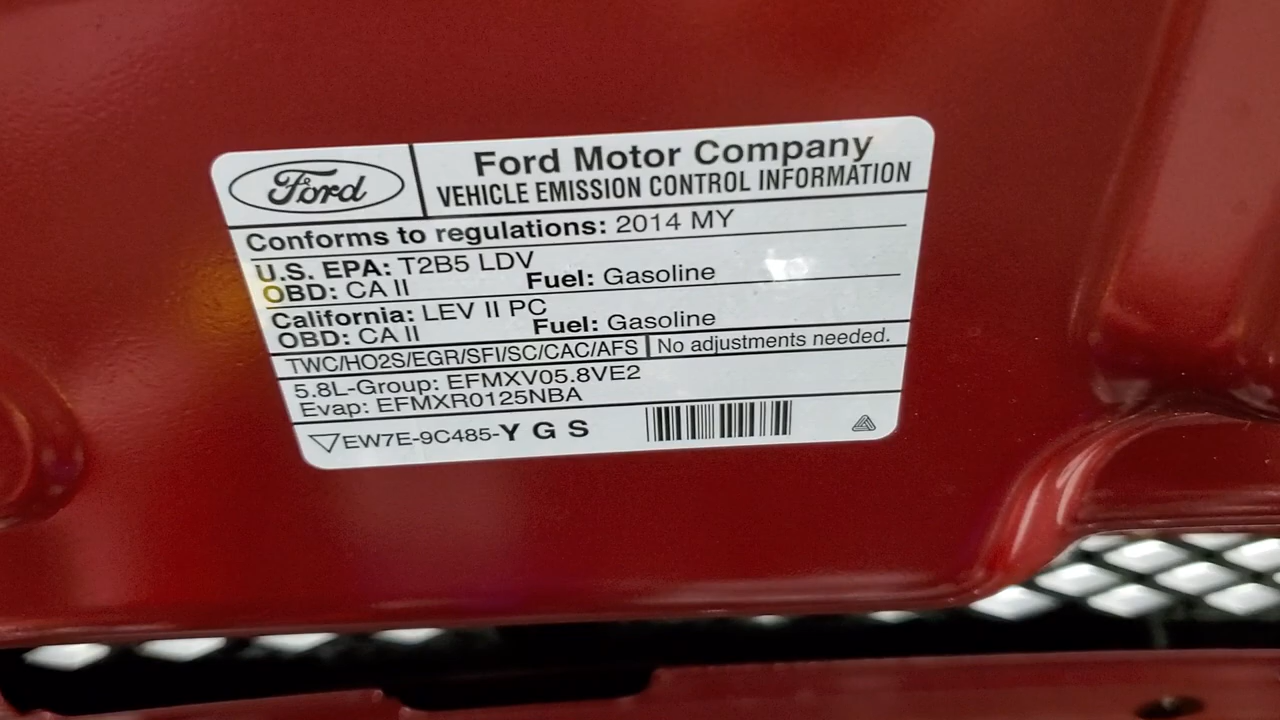 Ford
Ford Motor Company
VEHICLE EMISSION CONTROL INFORMATION
Conforms to regulations: 2014 MY
U.S. EPA: T2B5 LDV
OBD: CA II Fuel: Gasoline
California: LEV II PC
OBD: CA II Fuel: Gasoline
TWC/HO2S/EGR/SFI/SC/CAC/AFS No adjustments needed.
5.8L-Group: EFMXV05.8VE2
Evap: EFMXR0125NBA
EW7E-9C485-Y G S